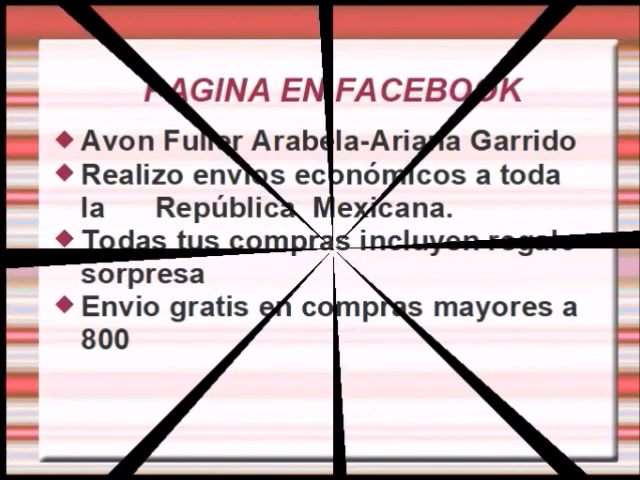 PAGINA EN FACEBOOK
Avon Fuller Arabela-Ariana Garrido
Realizo envios económicos a toda
la República Mexicana.
Todas tus compras incluyen regalo
sorpresa
Envio gratis en compras mayores a
800